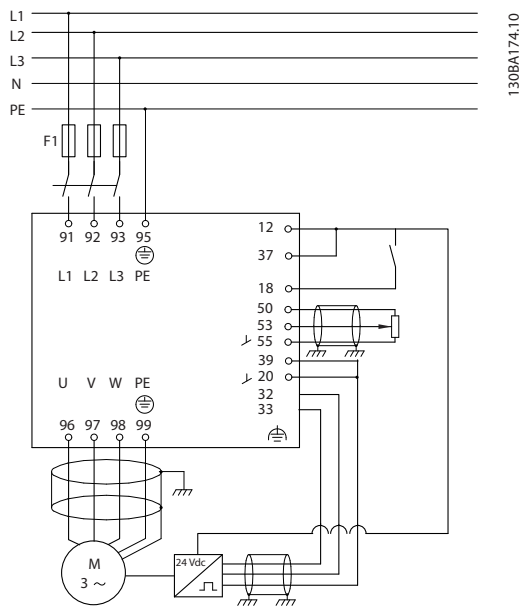 L1
L2
L3
N
PE
130BA174.10
F1
91 92 93 95
L1 L2 L3 PE
12
37
18
50
53
55
39
20
32
33
U V W PE
96 97 98 99
M
3 ~
24 Vdc